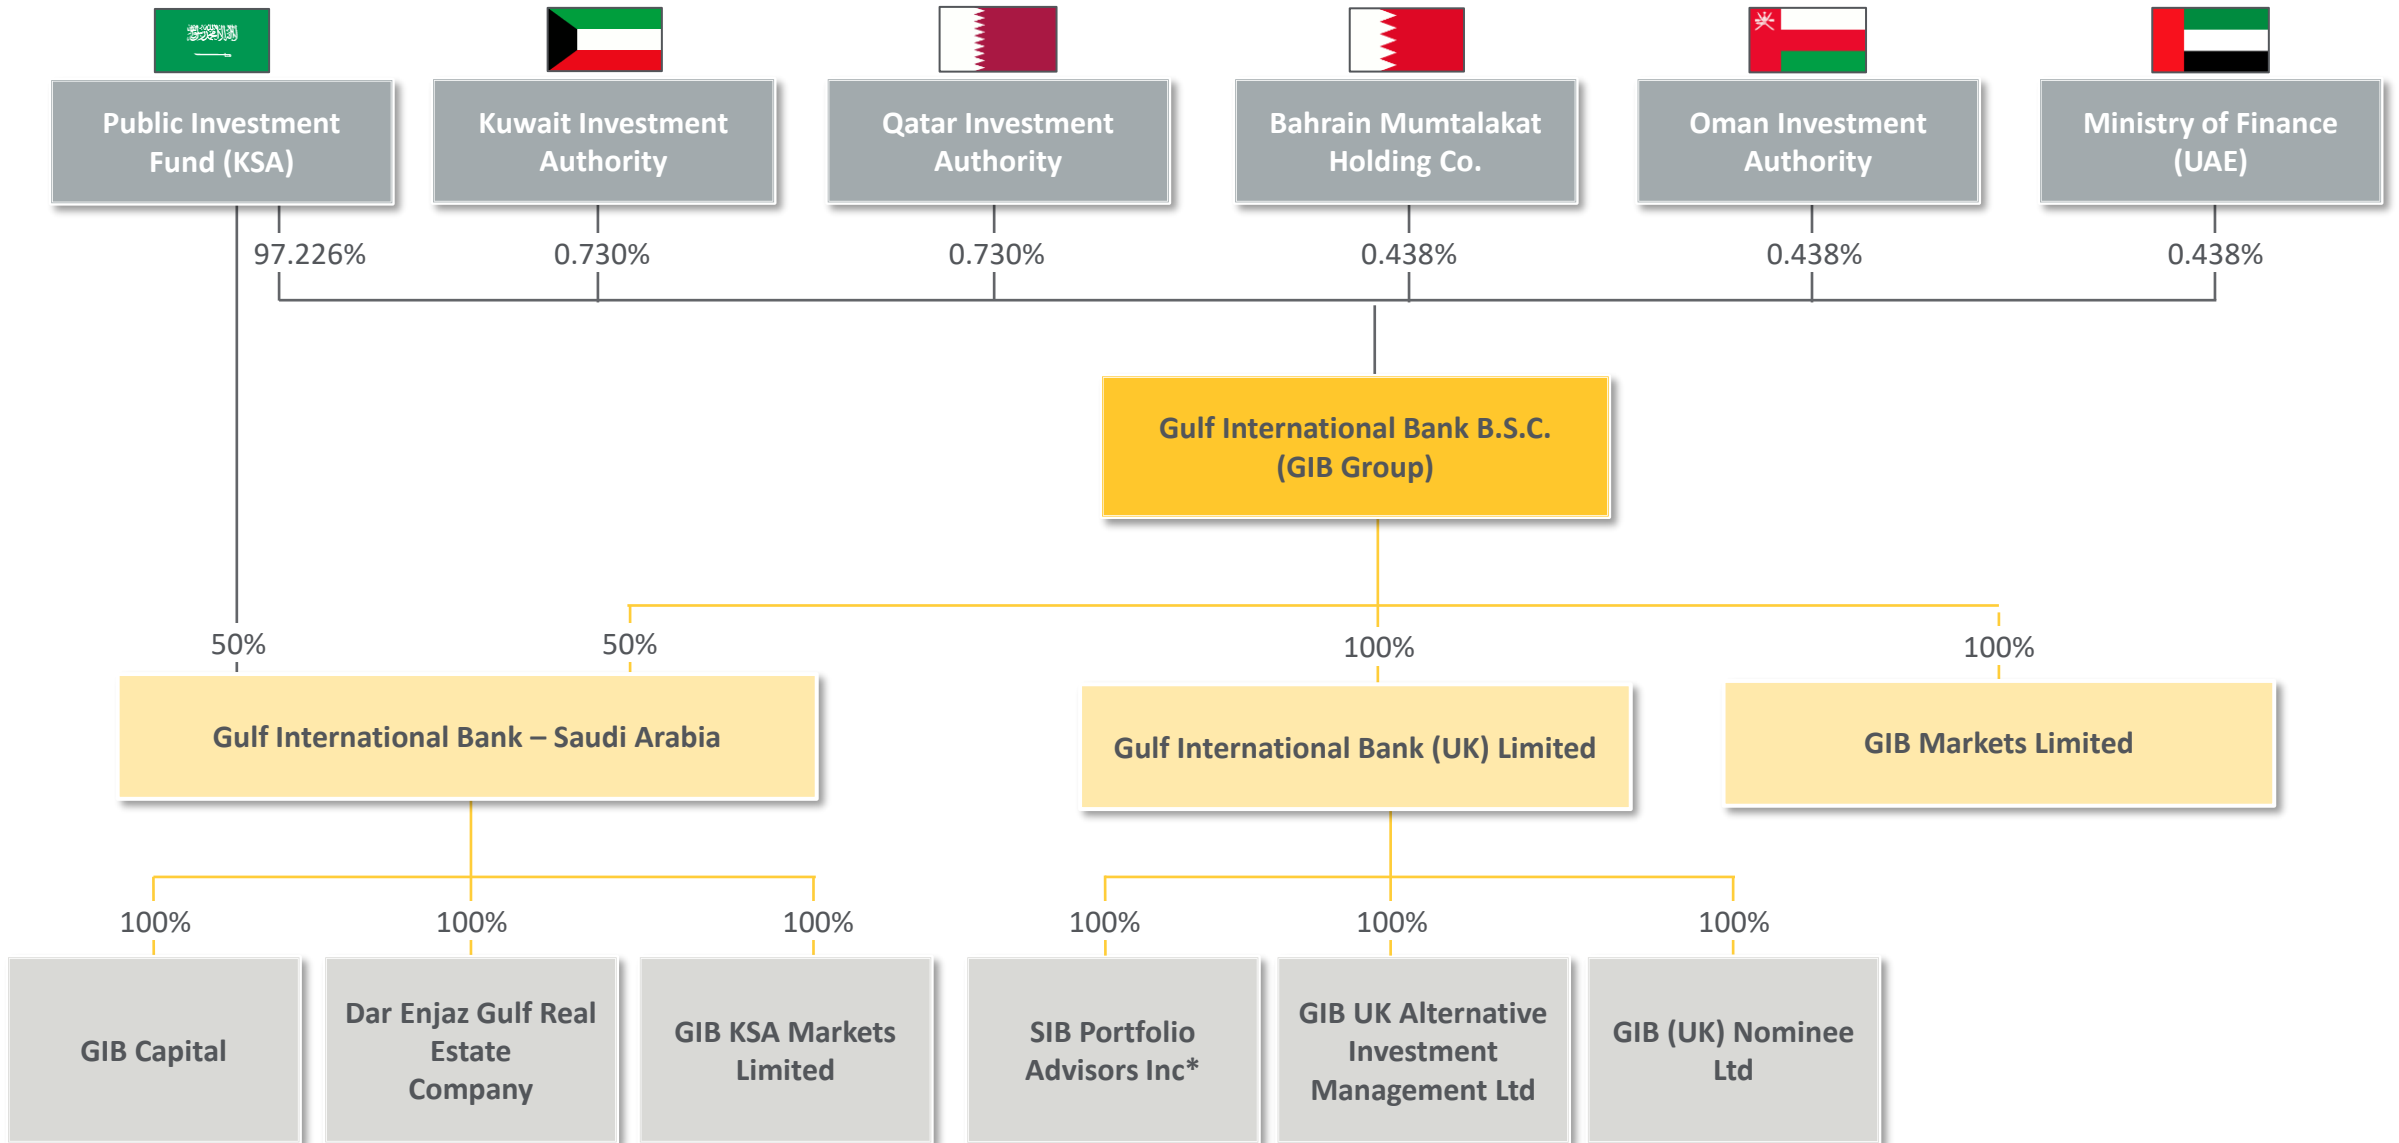 Public Investment
Fund (KSA)
Kuwait Investment
Authority
Qatar Investment
Authority
Bahrain Mumtalakat
Holding Co.
Oman Investment
Authority
Ministry of Finance
(UAE)
97.226%
0.730%
0.730%
0.438%
0.438%
0.438%
Gulf International Bank B.S.C.
(GIB Group)
50%
50%
100%
100%
Gulf International Bank – Saudi Arabia
Gulf International Bank (UK) Limited
GIB Markets Limited
100%
100%
100%
100%
100%
100%
GIB Capital
Dar Enjaz Gulf Real
Estate
Company
GIB KSA Markets
Limited
SIB Portfolio
Advisors Inc*
GIB UK Alternative
Investment
Management Ltd
GIB (UK) Nominee
Ltd